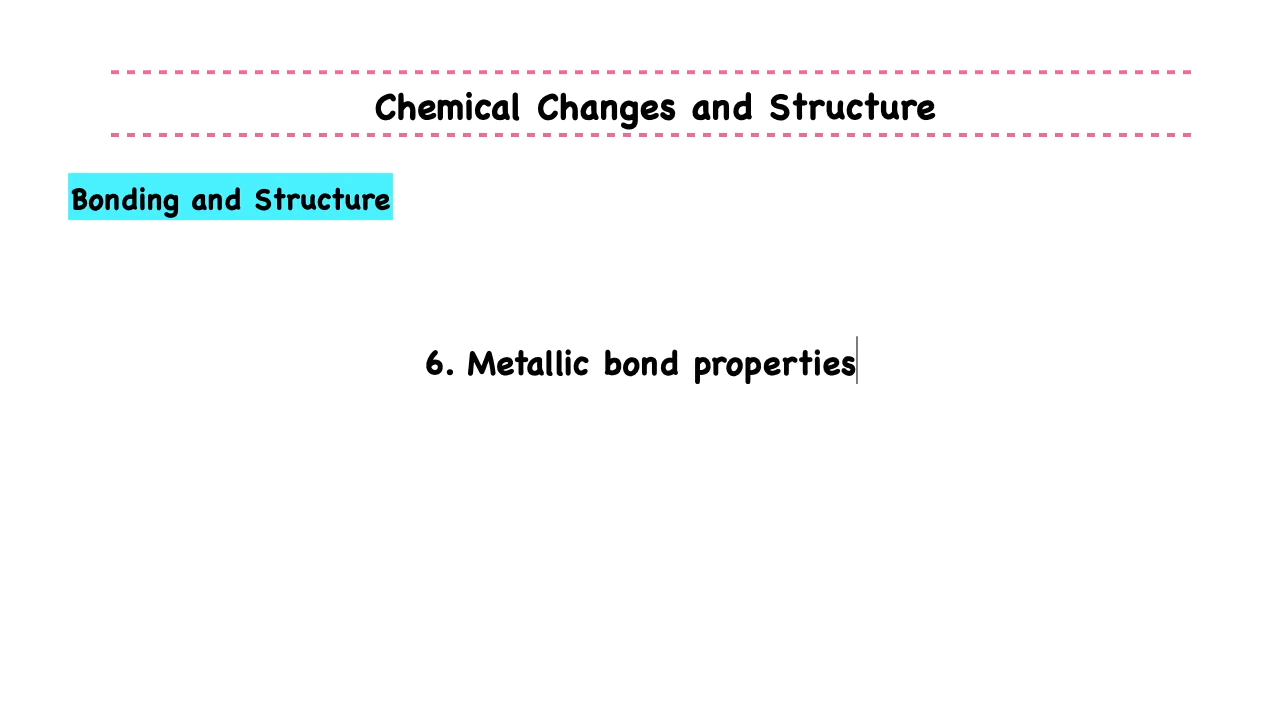 Chemical Changes and Structure
Bonding and Structure
6. Metallic bond properties